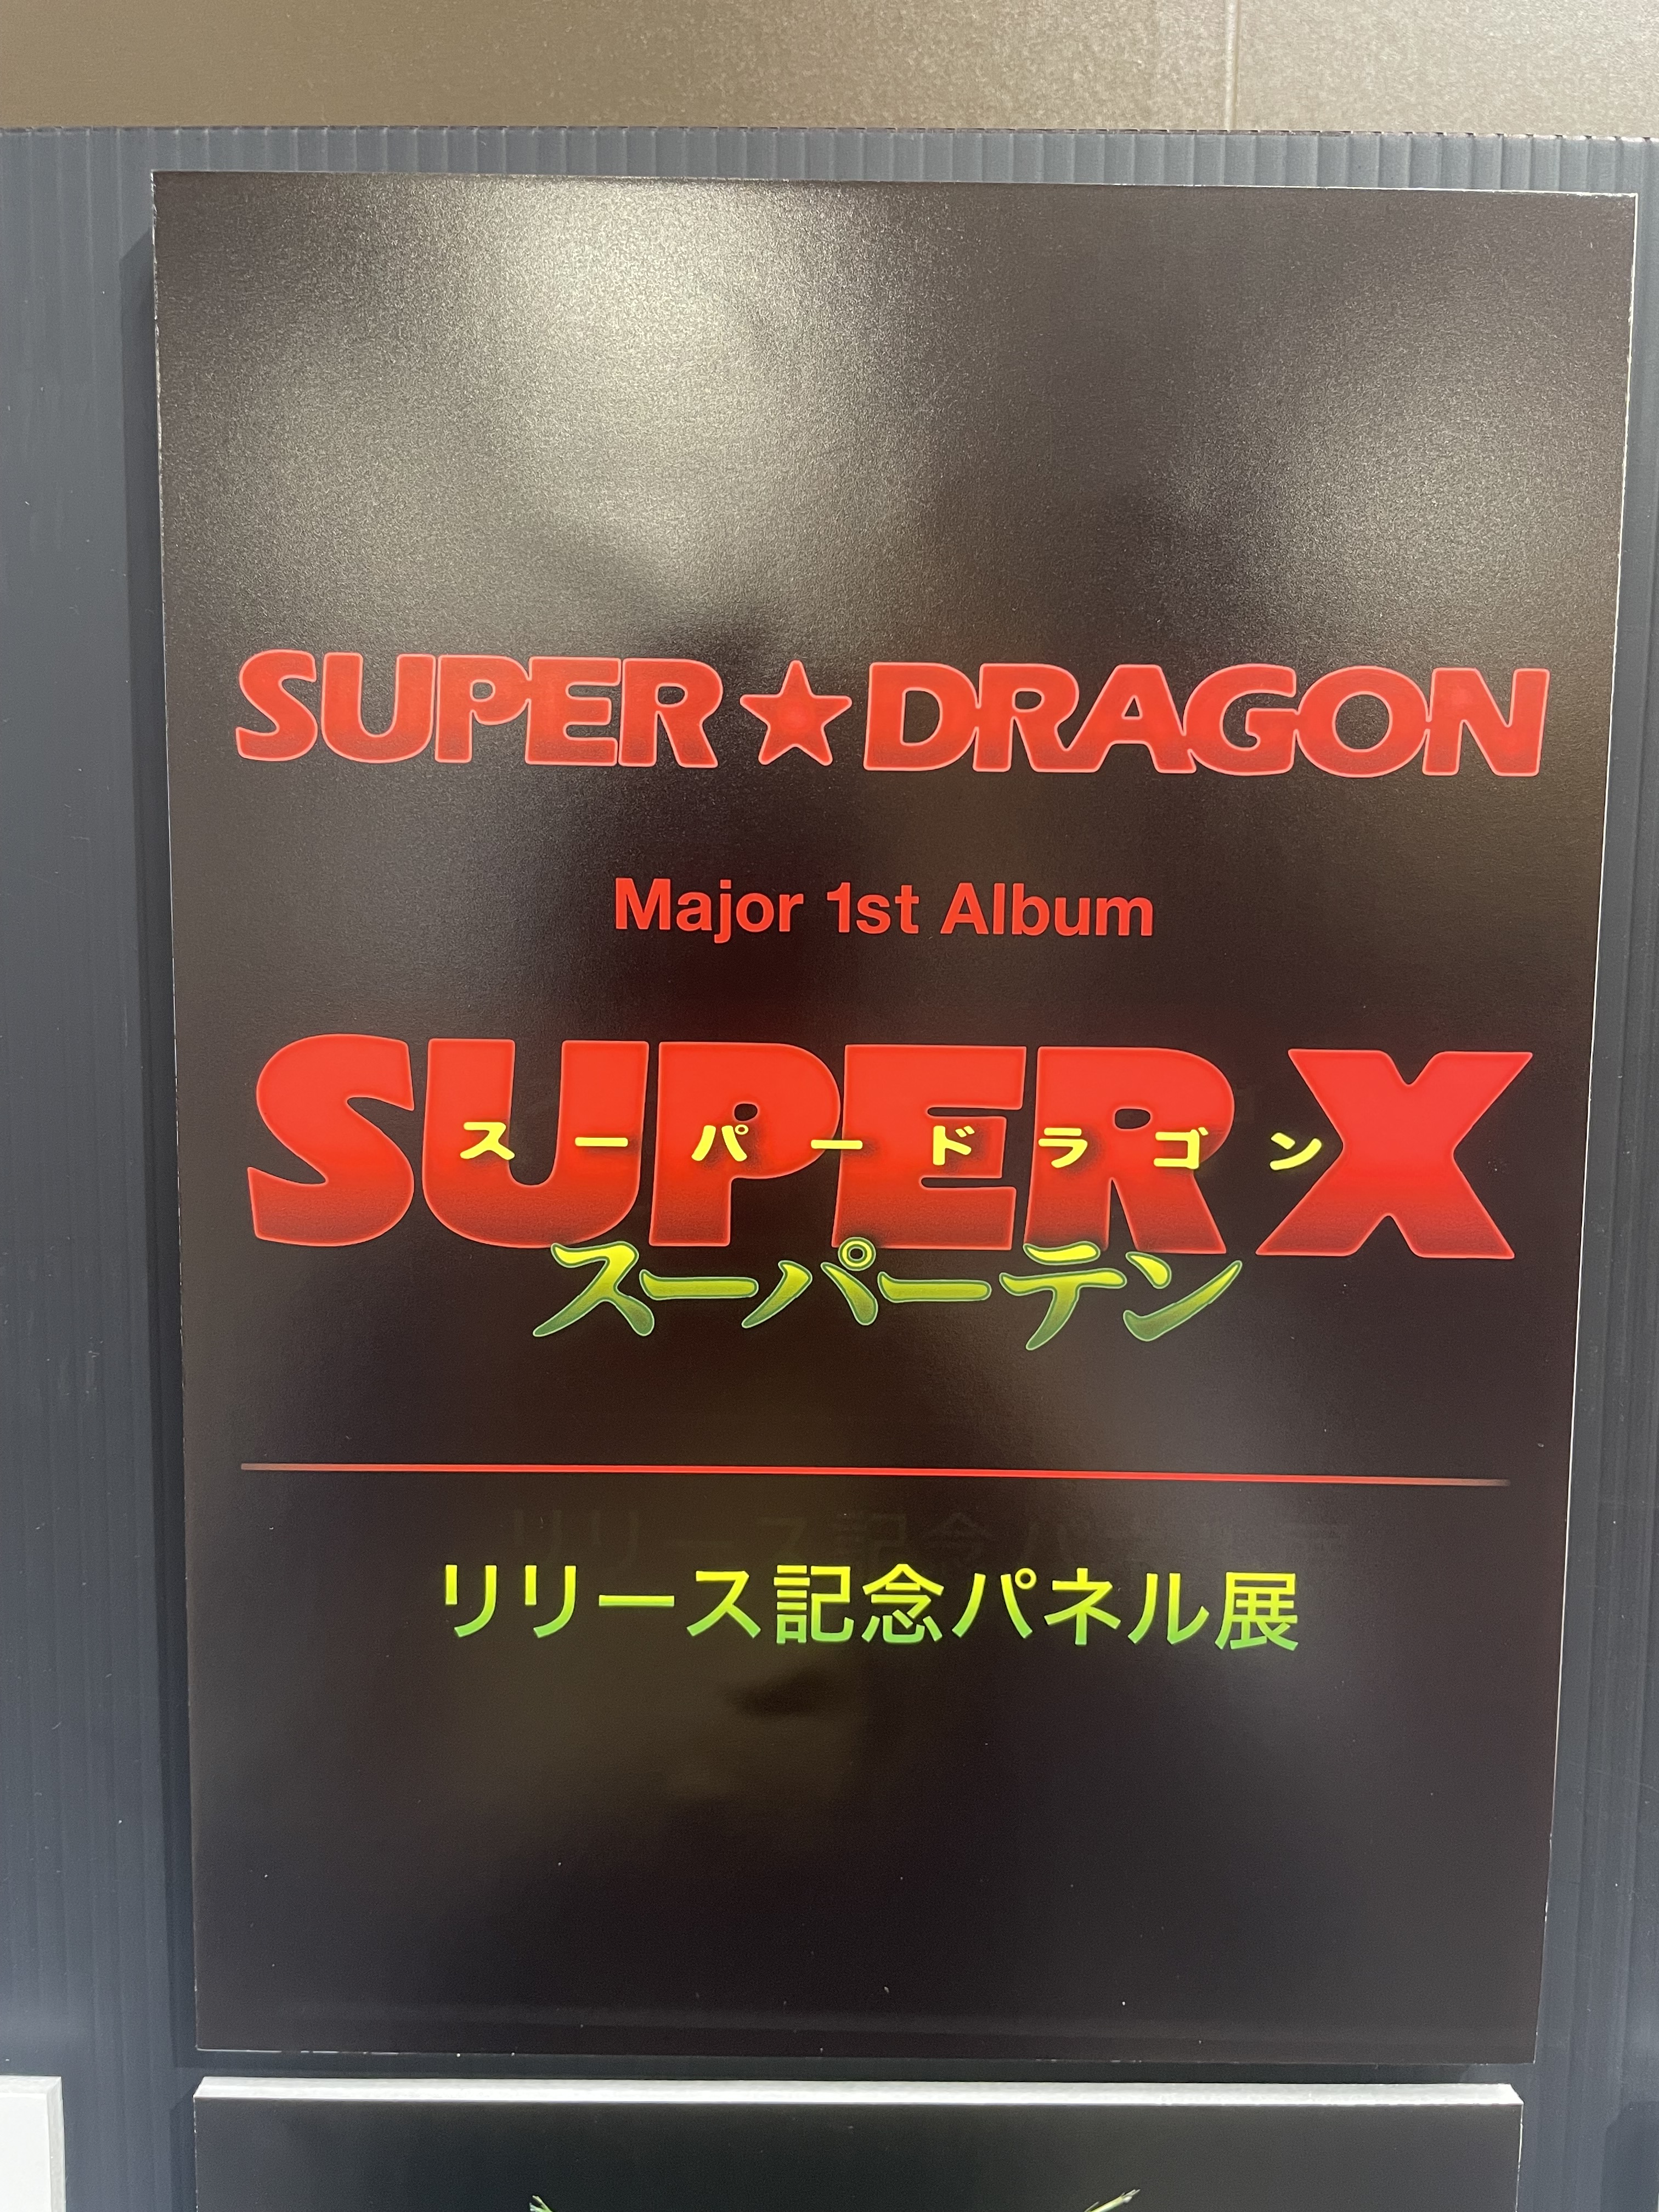 SUPER★DRAGON
Major 1st Album
SUPER X
スーパードラゴン
スーパーテン
リリース記念パネル展